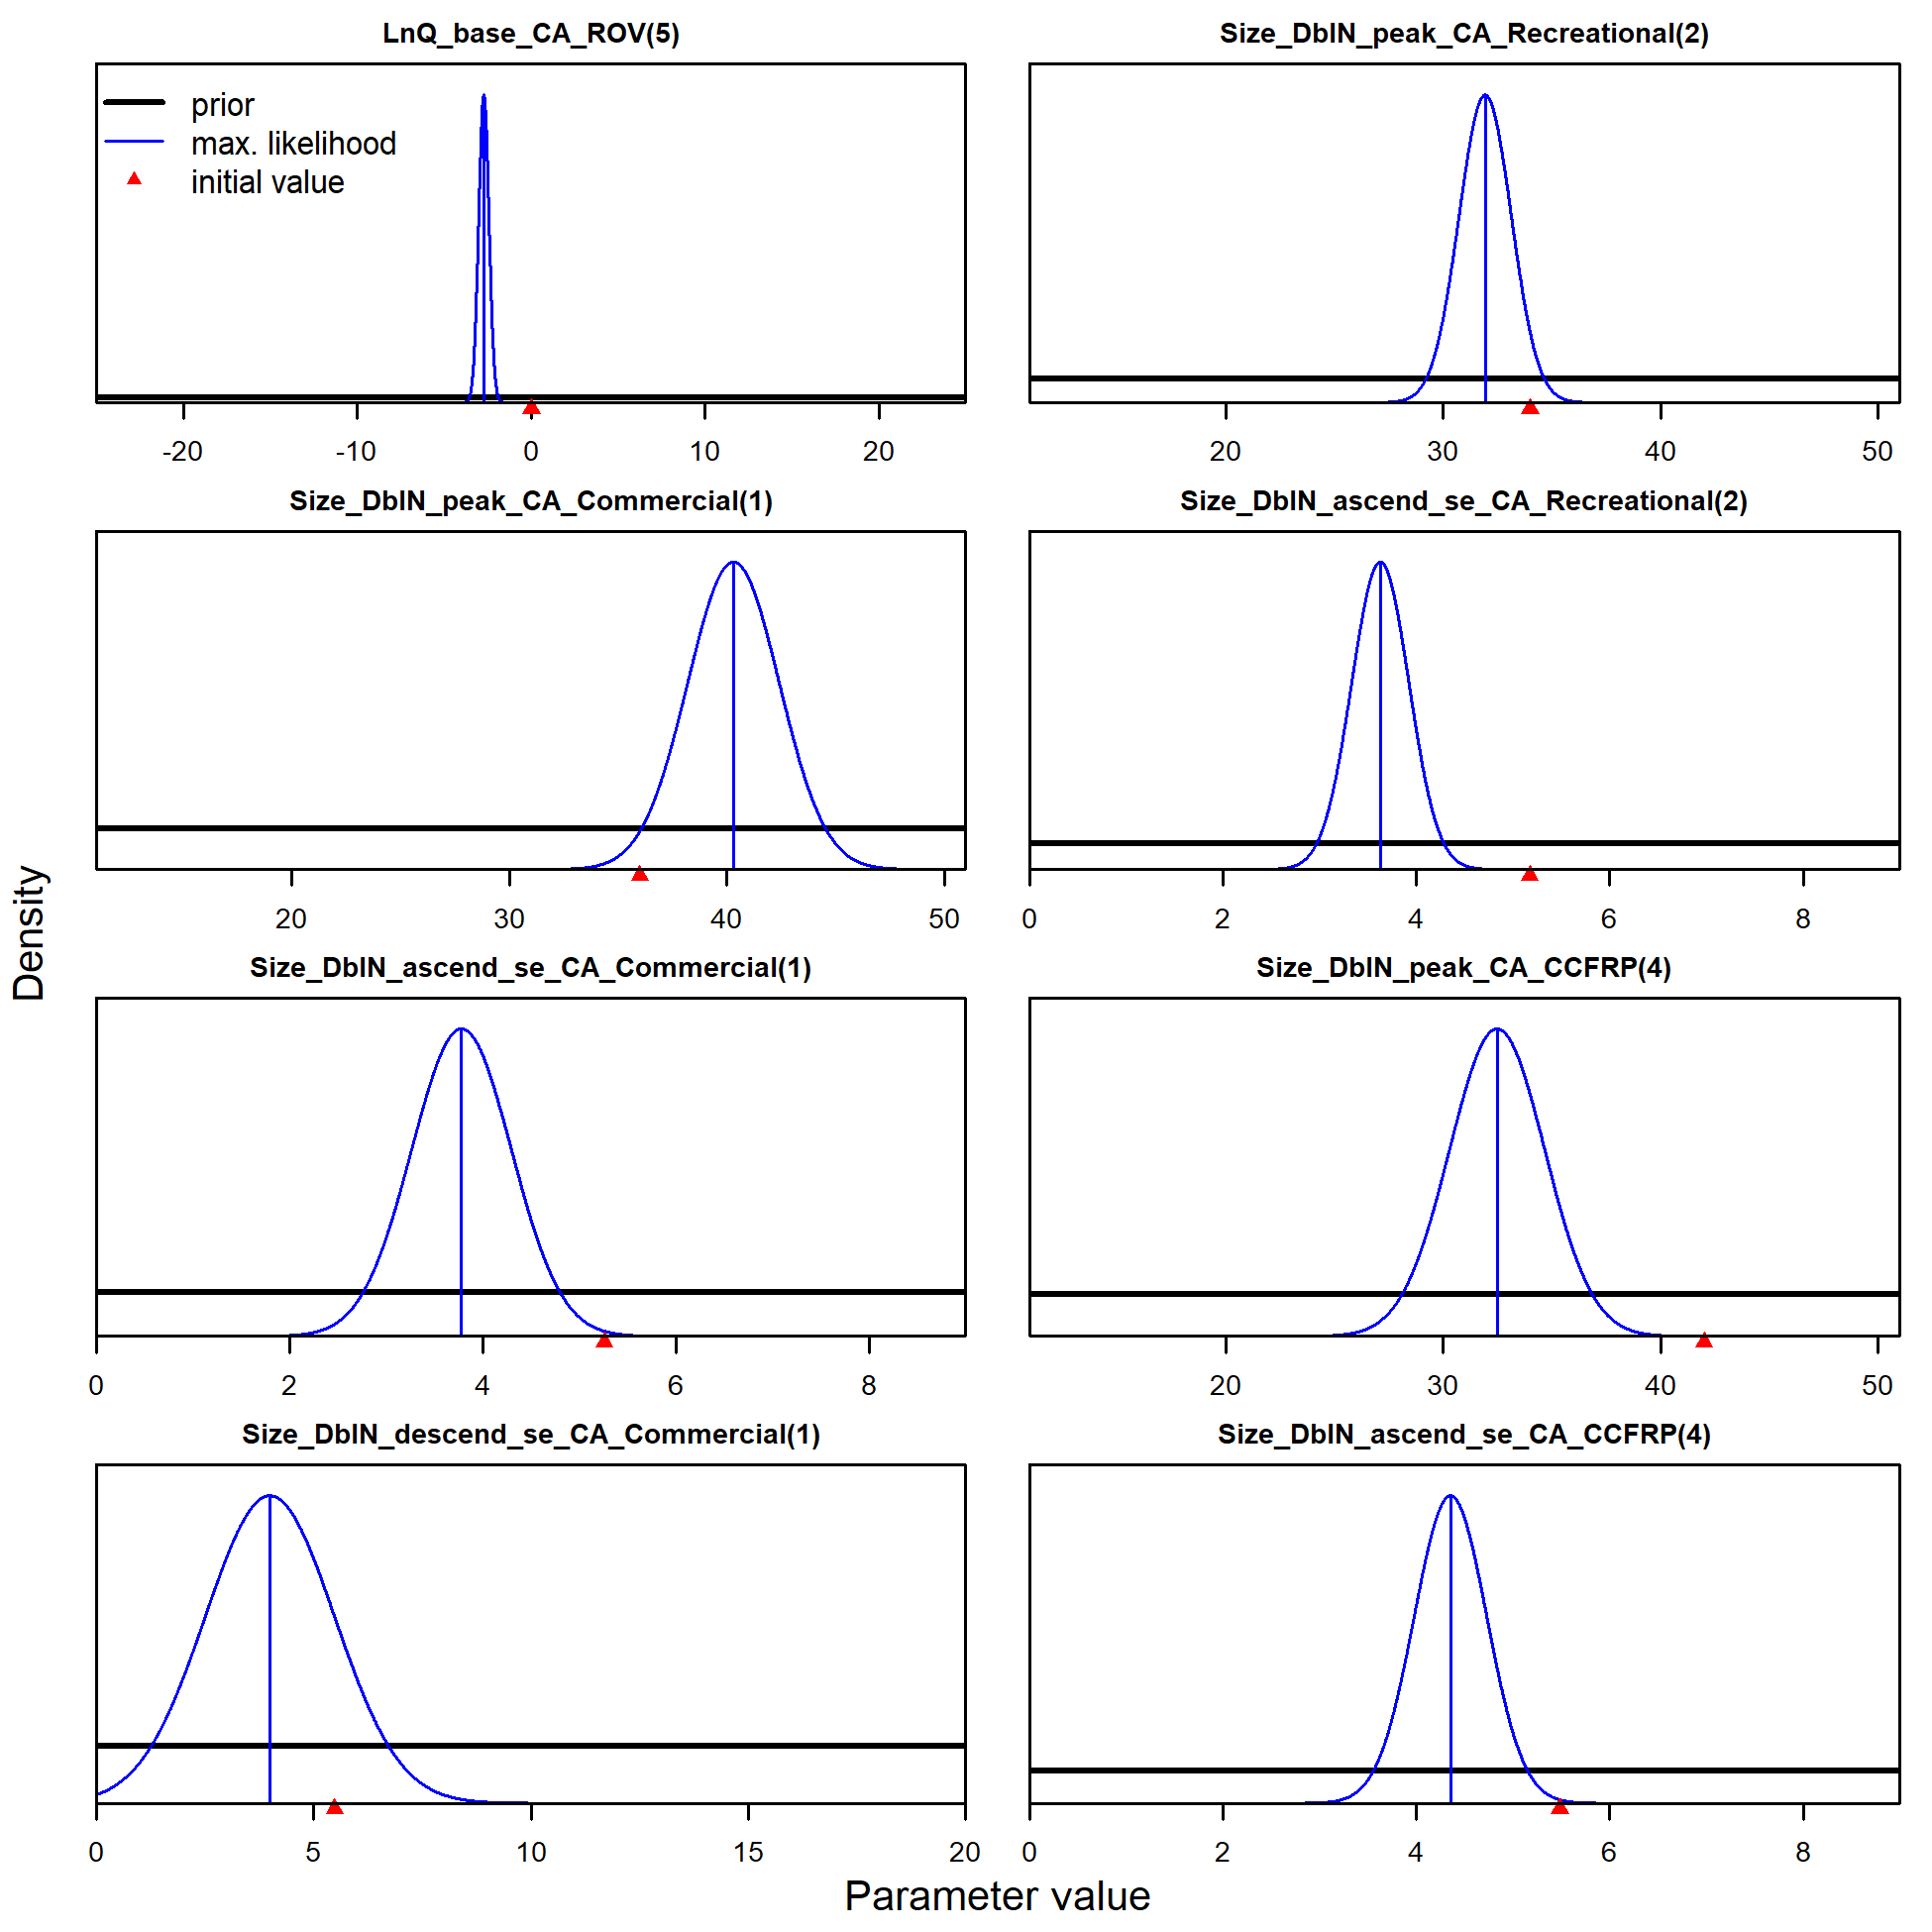 LnQ_base_CA_ROV(5)
prior
max. likelihood
initial value
-20 -10 0 10 20
Size_DblN_peak_CA_Recreational(2)
20 30 40 50
Size_DblN_peak_CA_Commercial(1)
20 30 40 50
Size_DblN_ascend_se_CA_Recreational(2)
0 2 4 6 8
Size_DblN_ascend_se_CA_Commercial(1)
0 2 4 6 8
Size_DblN_peak_CA_CCFRP(4)
20 30 40 50
Size_DblN_descend_se_CA_Commercial(1)
0 5 10 15 20
Size_DblN_ascend_se_CA_CCFRP(4)
0 2 4 6 8
Density
Parameter value